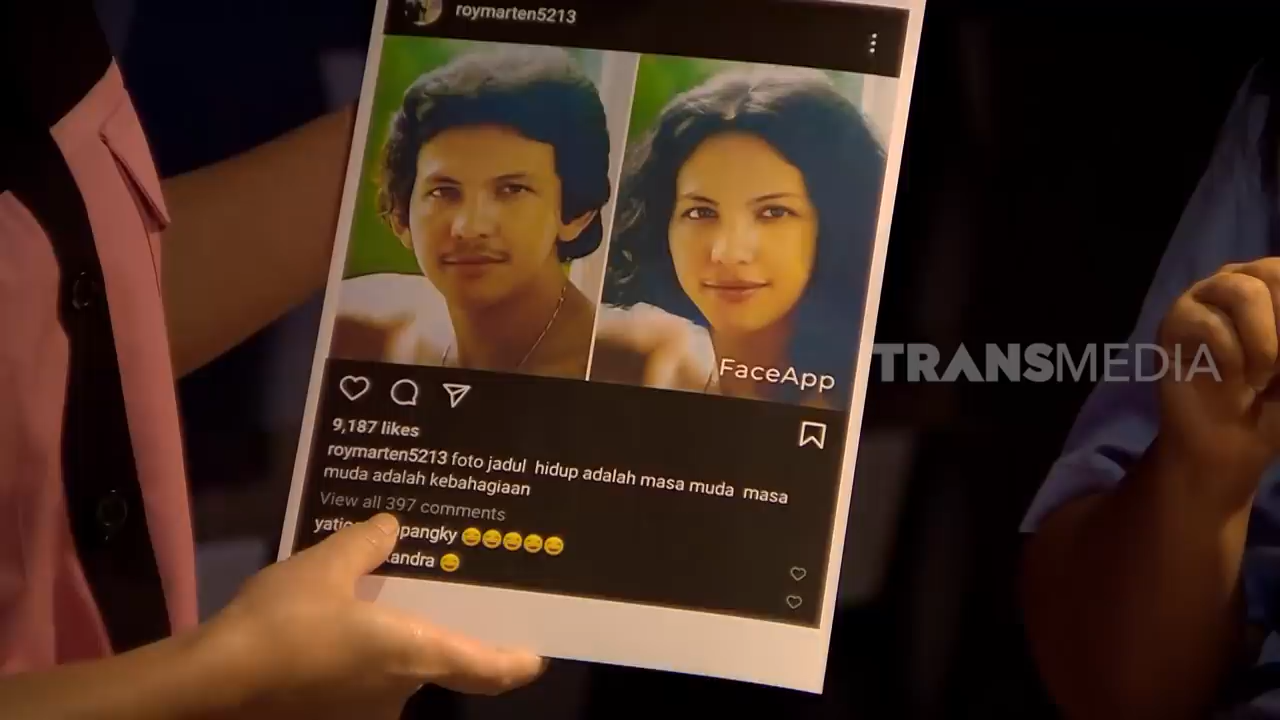 roymarten5213
FaceApp
TRANSMEDIA
9,187 likes
roymarten5213 foto jadul hidup adalah masa muda masa
muda adalah kebahagiaan
View all 397 comments
pangky 😂😂😂😂😂
😂